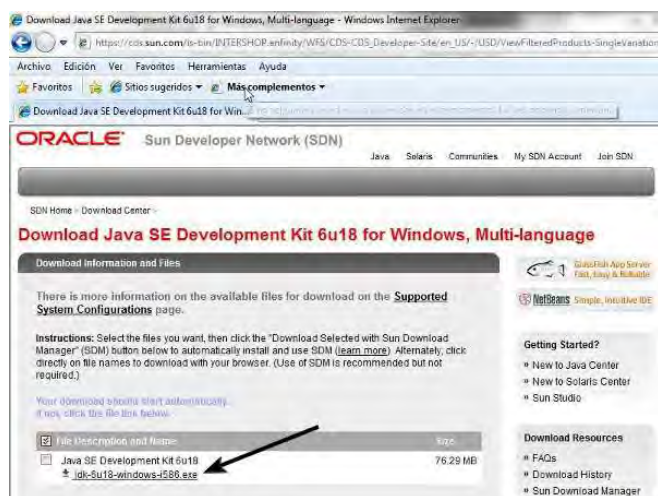 Download Java SE Development Kit 6u18 for Windows, Multi-language - Windows Internet Explorer
https://cds.sun.com/is-bin/INTERSHOP.enfinity/WFS/CDS-CDS_Developer-Site/en_US/-/USD/ViewFilteredProducts-SingleVariation
Archivo Edición Ver Favoritos Herramientas Ayuda
Favoritos Sitios sugeridos Más complementos
Download Java SE Development Kit 6u18 for Win...
ORACLE Sun Developer Network (SDN)
Java Solaris Communities My SDN Account Join SDN
SDN Home > Download Center >
Download Java SE Development Kit 6u18 for Windows, Multi-language
Download Information and Files
There is more information on the available files for download on the Supported
System Configurations page.
Instructions: Select the files you want, then click the "Download Selected with Sun Download
Manager" (SDM) button below to automatically install and use SDM (learn more). Alternately, click
directly on file names to download with your browser. (Use of SDM is recommended but not
required.)
Your download should start automatically.
If not, click the file link below.
File Description and Name Size
Java SE Development Kit 6u18 76.29 MB
jdk-6u18-windows-i586.exe
GlassFish App Server
Fast, Easy & Reliable
NetBeans Simple, Intuitive IDE
Getting Started?
» New to Java Center
» New to Solaris Center
» Sun Studio
Download Resources
» FAQs
» Download History
» Sun Download Manager